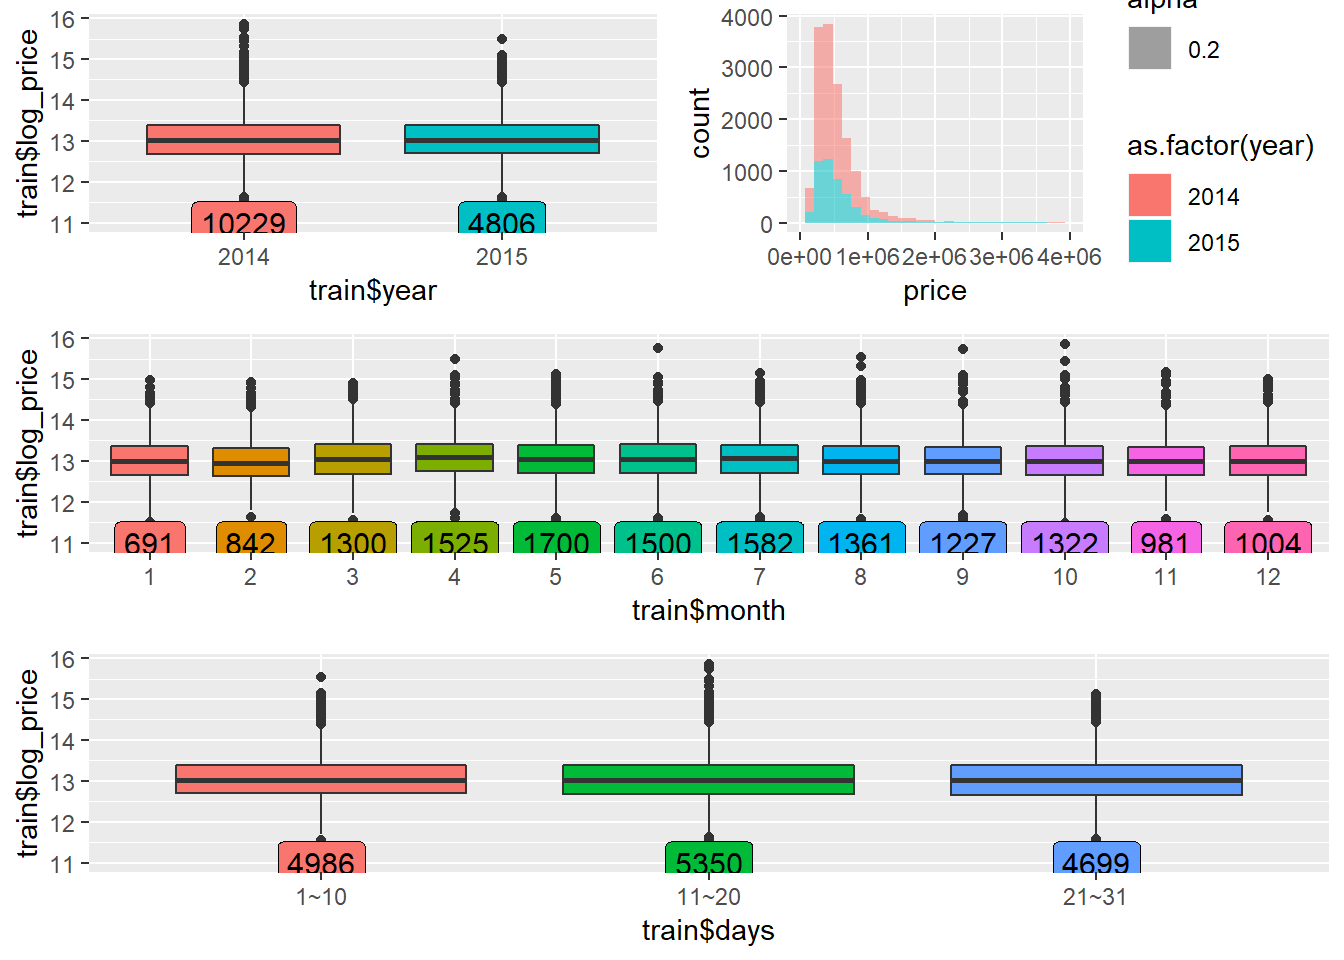 train$log_price
16
15
14
13
12
11
10229
4806
2014
2015
train$year
count
4000
3000
2000
1000
0
0e+00 1e+06 2e+06 3e+06 4e+06
price
alpha
0.2
as.factor(year)
2014
2015
train$log_price
16
15
14
13
12
11
691 842 1300 1525 1700 1500 1582 1361 1227 1322 981 1004
1 2 3 4 5 6 7 8 9 10 11 12
train$month
train$log_price
16
15
14
13
12
11
4986 5350 4699
1~10 11~20 21~31
train$days